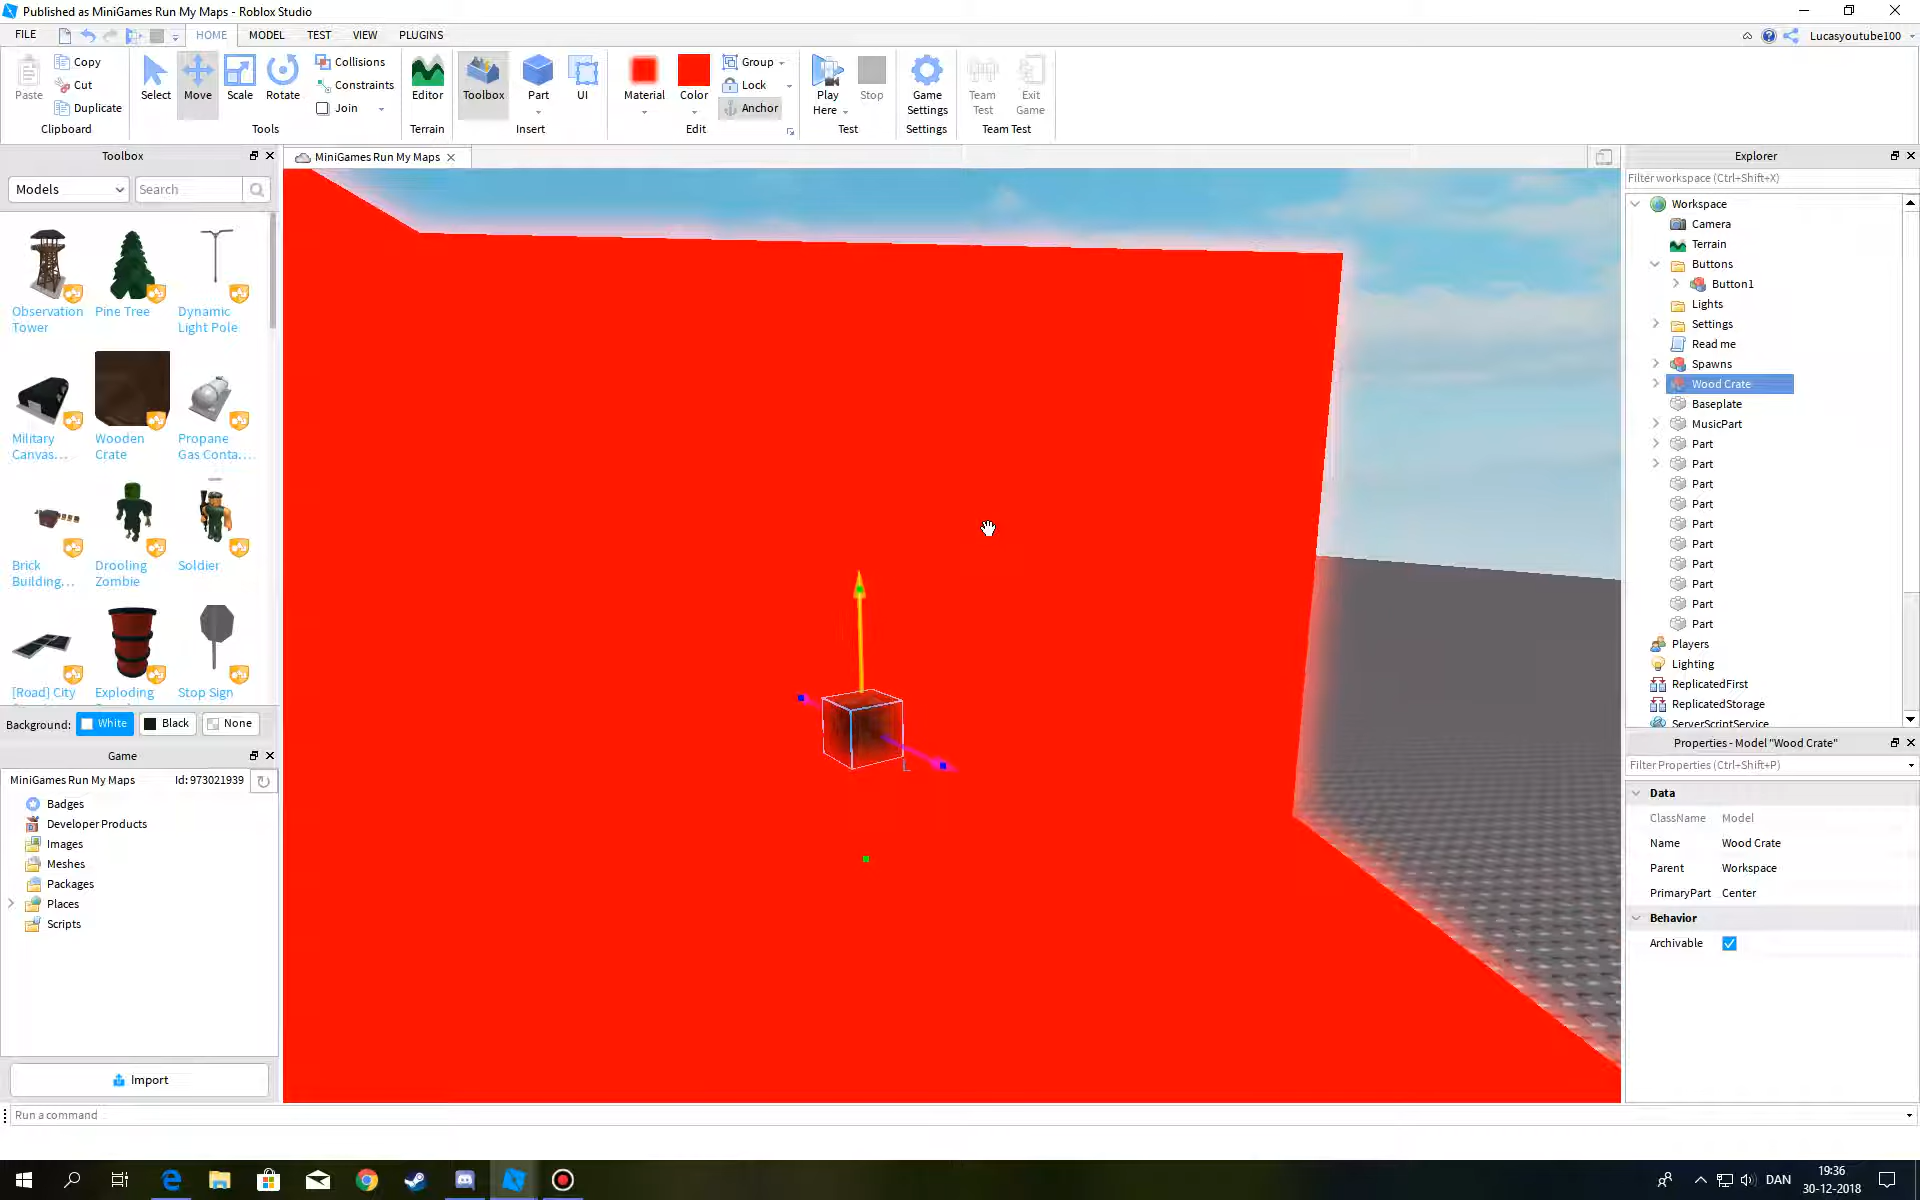 Published as MiniGames Run My Maps - Roblox Studio
FILE HOME MODEL TEST VIEW PLUGINS Lucasyoutube100
Paste Copy Cut Duplicate Clipboard
Select Move Scale Rotate Collisions Constraints Join Tools
Editor Terrain
Toolbox Part UI Insert
Material Color Group Lock Anchor Edit
Play Here Stop Test
Game Settings Settings
Team Test Exit Game Team Test
Toolbox
Models Search
Observation Tower
Pine Tree
Dynamic Light Pole
Military Canvas...
Wooden Crate
Propane Gas Conta...
Brick Building...
Drooling Zombie
Soldier
[Road] City
Exploding
Stop Sign
Background: White Black None
Game
MiniGames Run My Maps Id: 973021939
Badges
Developer Products
Images
Meshes
Packages
Places
Scripts
Import
MiniGames Run My Maps
Explorer
Filter workspace (Ctrl+Shift+X)
Workspace
Camera
Terrain
Buttons
Button1
Lights
Settings
Read me
Spawns
Wood Crate
Baseplate
MusicPart
Part
Part
Part
Part
Part
Part
Part
Part
Part
Part
Players
Lighting
ReplicatedFirst
ReplicatedStorage
ServerScriptService
Properties - Model "Wood Crate"
Filter Properties (Ctrl+Shift+P)
Data
ClassName Model
Name Wood Crate
Parent Workspace
PrimaryPart Center
Behavior
Archivable
Run a command
DAN
19:36
30-12-2018